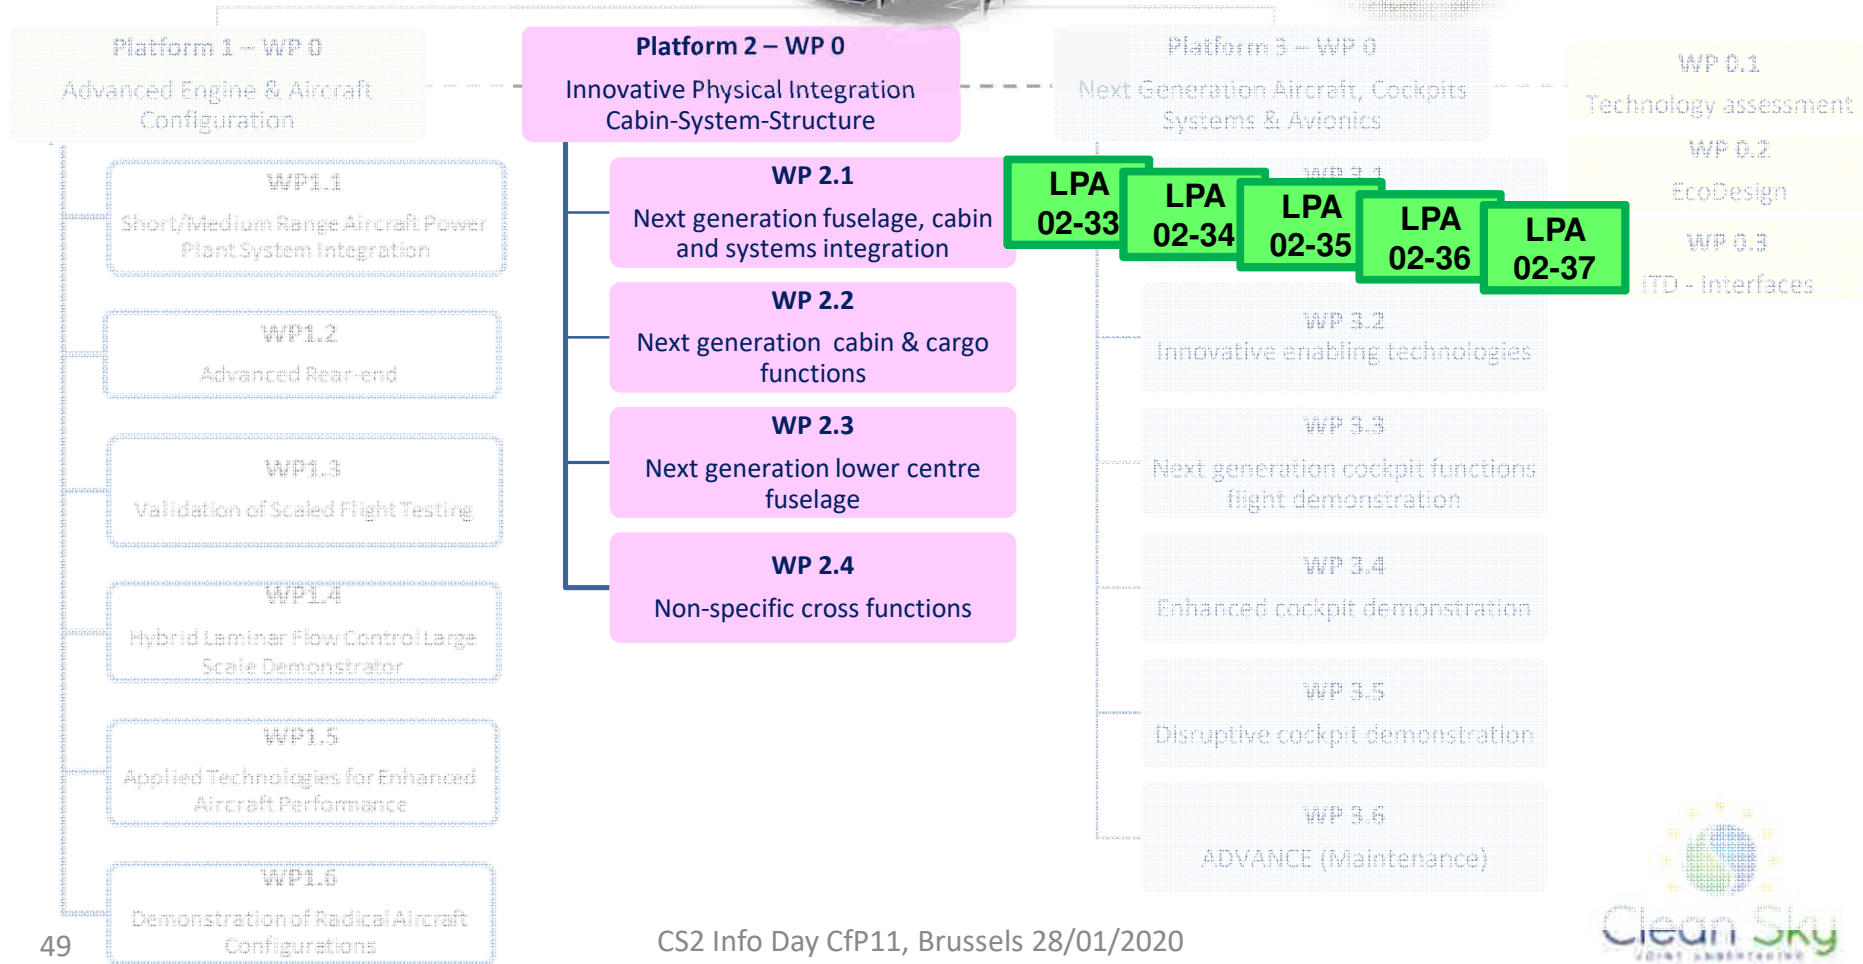 Platform 1 – WP 0
Advanced Engine & Aircraft
Configuration
WP1.1
Short/Medium Range Aircraft Power
Plant System Integration
WP1.2
Advanced Rear-end
WP1.3
Validation of Scaled Flight Testing
WP1.4
Hybrid Laminar Flow Control Large
Scale Demonstrator
WP1.5
Applied Technologies for Enhanced
Aircraft Performance
WP1.6
Demonstration of Radical Aircraft
Configurations
Platform 2 – WP 0
Innovative Physical Integration
Cabin-System-Structure
WP 2.1
Next generation fuselage, cabin
and systems integration
WP 2.2
Next generation cabin & cargo
functions
WP 2.3
Next generation lower centre
fuselage
WP 2.4
Non-specific cross functions
Platform 3 – WP 0
Next Generation Aircraft, Cockpits
Systems & Avionics
WP 3.1
LPA
02-33
LPA
02-34
LPA
02-35
LPA
02-36
LPA
02-37
WP 3.2
Innovative enabling technologies
WP 3.3
Next generation cockpit functions
flight demonstration
WP 3.4
Enhanced cockpit demonstration
WP 3.5
Disruptive cockpit demonstration
WP 3.6
ADVANCE (Maintenance)
WP 0.1
Technology assessment
WP 0.2
EcoDesign
WP 0.3
ITD - Interfaces
49
CS2 Info Day CfP11, Brussels 28/01/2020
Clean Sky
JOINT UNDERTAKING